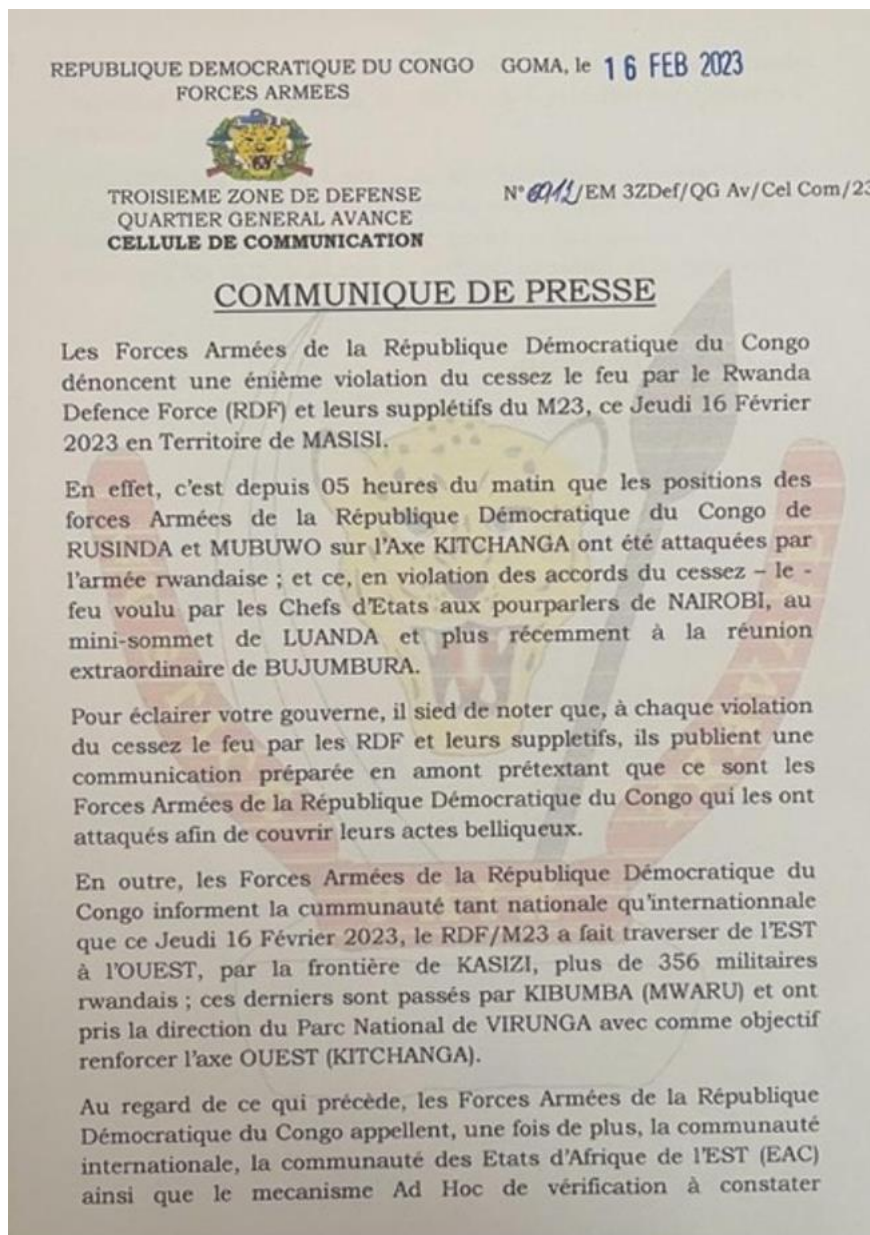 REPUBLIQUE DEMOCRATIQUE DU CONGO GOMA, le 16 FEB 2023
FORCES ARMEES
TROISIEME ZONE DE DEFENSE
N° /EM 3ZDef/QG Av/Cel Com/23
QUARTIER GENERAL AVANCE
CELLULE DE COMMUNICATION
COMMUNIQUE DE PRESSE
Les Forces Armées de la République Démocratique du Congo
dénoncent une énième violation du cessez le feu par le Rwanda
Defence Force (RDF) et leurs supplétifs du M23, ce Jeudi 16 Février
2023 en Territoire de MASISI.
En effet, c'est depuis 05 heures du matin que les positions des
forces Armées de la République Démocratique du Congo de
RUSINDA et MUBUWO sur l'Axe KITCHANGA ont été attaquées par
l'armée rwandaise ; et ce, en violation des accords du cessez – le -
feu voulu par les Chefs d'Etats aux pourparlers de NAIROBI, au
mini-sommet de LUANDA et plus récemment à la réunion
extraordinaire de BUJUMBURA.
Pour éclairer votre gouverne, il sied de noter que, à chaque violation
du cessez le feu par les RDF et leurs suppletifs, ils publient une
communication préparée en amont prétextant que ce sont les
Forces Armées de la République Démocratique du Congo qui les ont
attaqués afin de couvrir leurs actes belliqueux.
En outre, les Forces Armées de la République Démocratique du
Congo informent la cummunauté tant nationale qu'internationnale
que ce Jeudi 16 Février 2023, le RDF/M23 a fait traverser de l'EST
à l'OUEST, par la frontière de KASIZI, plus de 356 militaires
rwandais ; ces derniers sont passés par KIBUMBA (MWARU) et ont
pris la direction du Parc National de VIRUNGA avec comme objectif
renforcer l'axe OUEST (KITCHANGA).
Au regard de ce qui précède, les Forces Armées de la République
Démocratique du Congo appellent, une fois de plus, la communauté
internationale, la communauté des Etats d'Afrique de l'EST (EAC)
ainsi que le mecanisme Ad Hoc de vérification à constater